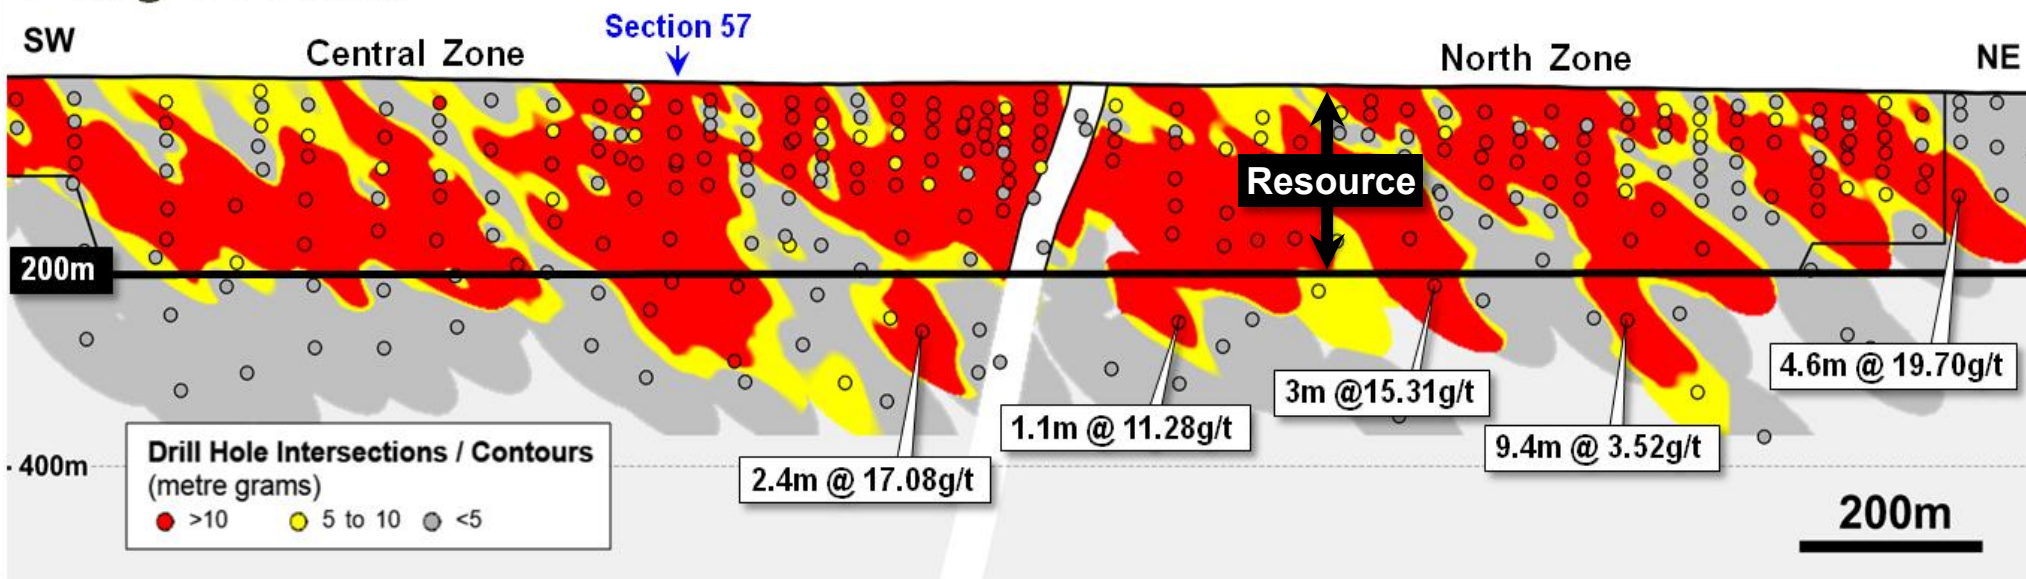 SW
Central Zone
Section 57
North Zone
NE
Resource
200m
4.6m @ 19.70g/t
3m @15.31g/t
1.1m @ 11.28g/t
9.4m @ 3.52g/t
2.4m @ 17.08g/t
400m
Drill Hole Intersections / Contours
(metre grams)
>10 5 to 10 <5
200m